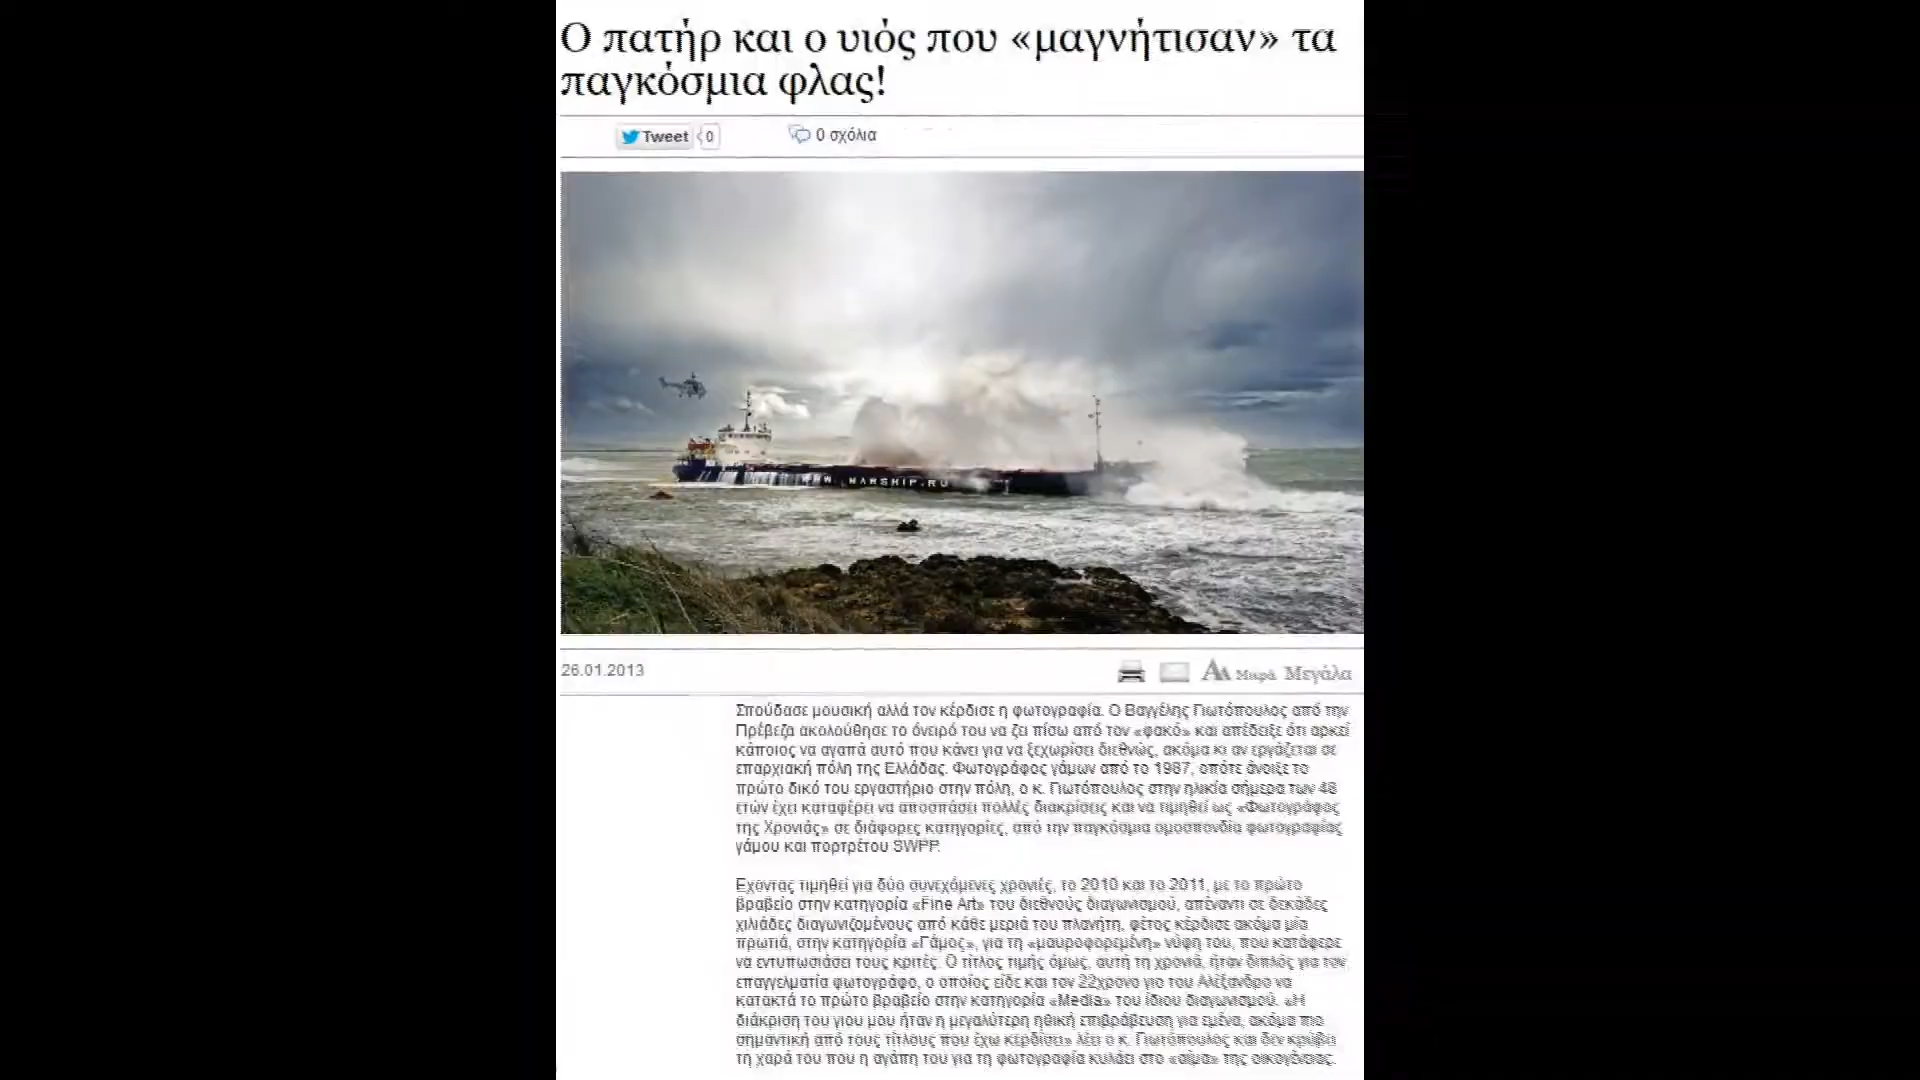 Ο πατήρ και ο υιός που «μαγνήτισαν» τα
παγκόσμια φλας!
Tweet 0 0 σχόλια
WWW. MARSHIP.RU
26.01.2013 Μικρά Μεγάλα
Σπούδασε μουσική αλλά τον κέρδισε η φωτογραφία. Ο Βαγγέλης Γιωτόπουλος από την
Πρέβεζα ακολούθησε το όνειρό του να ζει πίσω από τον «φακό» και απέδειξε ότι αρκεί
κάποιος να αγαπά αυτό που κάνει για να ξεχωρίσει διεθνώς, ακόμα κι αν εργάζεται σε
επαρχιακή πόλη της Ελλάδας. Φωτογράφος γάμων από το 1987, οπότε άνοιξε το
πρώτο δικό του εργαστήριο στην πόλη, ο κ. Γιωτόπουλος στην ηλικία σήμερα των 48
ετών έχει καταφέρει να αποσπάσει πολλές διακρίσεις και να τιμηθεί ως «Φωτογράφος
της Χρονιάς» σε διάφορες κατηγορίες, από την παγκόσμια ομοσπονδία φωτογραφίας
γάμου και πορτρέτου SWPP.
Εχοντας τιμηθεί για δύο συνεχόμενες χρονιές, το 2010 και το 2011, με το πρώτο
βραβείο στην κατηγορία «Fine Art» του διεθνούς διαγωνισμού, απέναντι σε δεκάδες
χιλιάδες διαγωνιζομένους από κάθε μεριά του πλανήτη, φέτος κέρδισε ακόμα μία
πρωτιά, στην κατηγορία «Γάμος», για τη «μαυροφορεμένη» νύφη του, που κατάφερε
να εντυπωσιάσει τους κριτές. Ο τίτλος τιμής όμως, αυτή τη χρονιά, ήταν διπλός για τον
επαγγελματία φωτογράφο, ο οποίος είδε και τον 22χρονο γιο του Αλέξανδρο να
κατακτά το πρώτο βραβείο στην κατηγορία «Media» του ίδιου διαγωνισμού. «Η
διάκριση του γιου μου ήταν η μεγαλύτερη ηθική επιβράβευση για εμένα, ακόμα πιο
σημαντική από τους τίτλους που έχω κερδίσει» λέει ο κ. Γιωτόπουλος και δεν κρύβει
τη χαρά του που η αγάπη του για τη φωτογραφία κυλάει στο «αίμα» της οικογένειας.